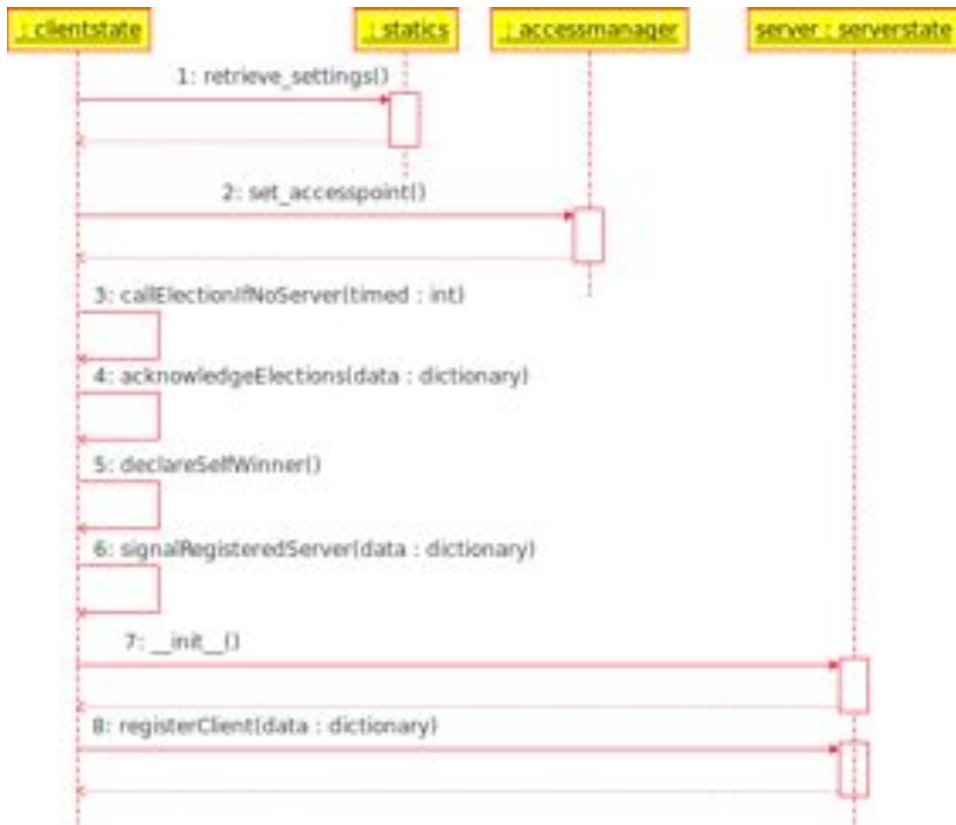 : clientstate
: statics
: accessmanager
server : serverstate
1: retrieve_settings()
2: set_accesspoint()
3: callElectionIfNoServer(timed : int)
4: acknowledgeElections(data : dictionary)
5: declareSelfWinner()
6: signalRegisteredServer(data : dictionary)
7: __init__()
8: registerClient(data : dictionary)